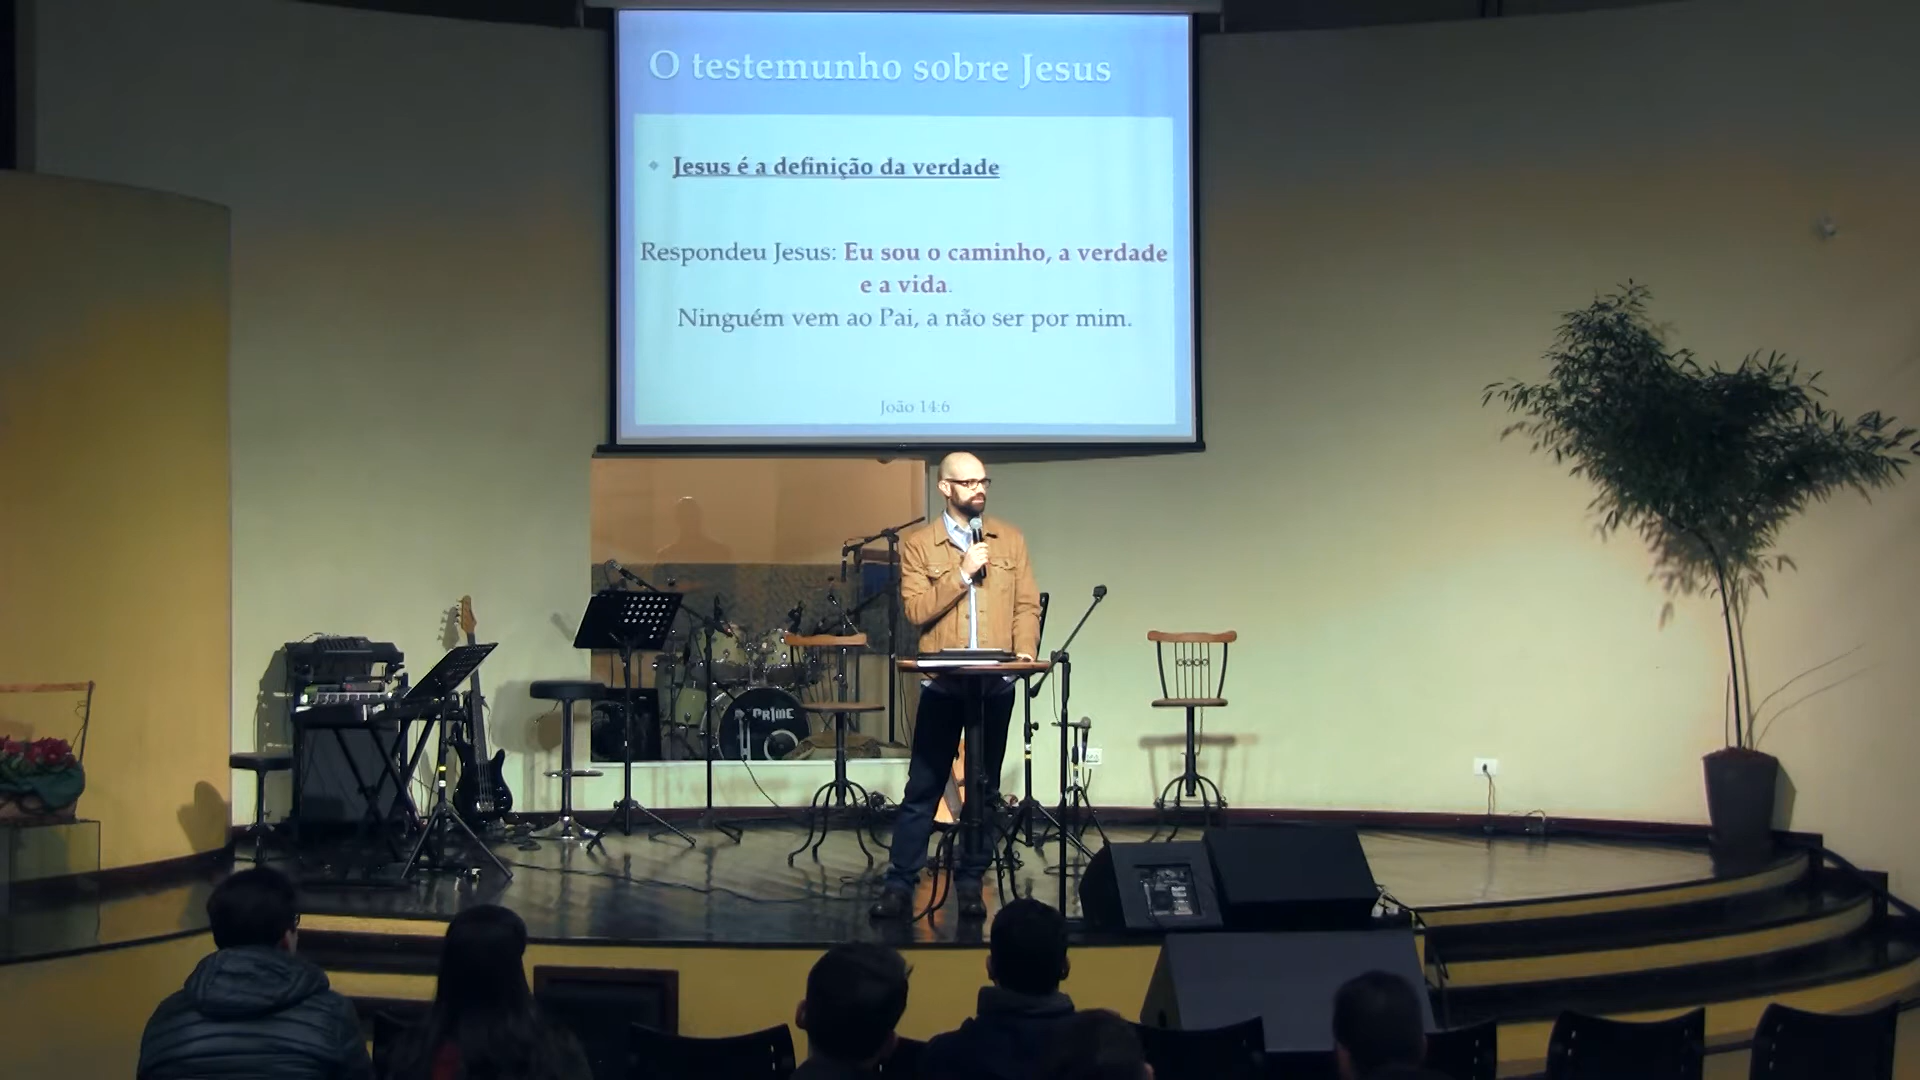 O testemunho sobre Jesus
Jesus é a definição da verdade
Respondeu Jesus: Eu sou o caminho, a verdade
e a vida.
Ninguém vem ao Pai, a não ser por mim.
João 14:6
PR1ME